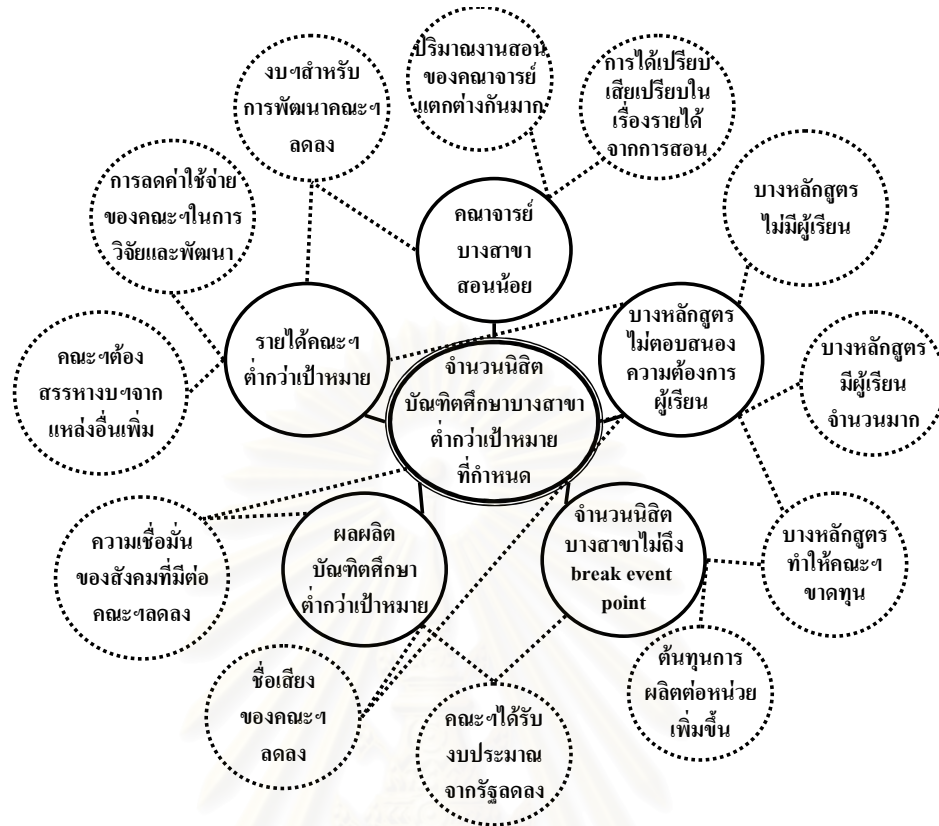 ปริมาณงานสอน
ของคณาจารย์
แตกต่างกันมาก
การได้เปรียบ
เสียเปรียบใน
เรื่องรายได้
จากการสอน
งบฯสำหรับ
การพัฒนาคณะฯ
ลดลง
การลดค่าใช้จ่าย
ของคณะฯในการ
วิจัยและพัฒนา
คณาจารย์
บางสาขา
สอนน้อย
บางหลักสูตร
ไม่มีผู้เรียน
คณะฯต้อง
สรรหางบฯจาก
แหล่งอื่นเพิ่ม
รายได้คณะฯ
ต่ำกว่าเป้าหมาย
จำนวนนิสิต
บัณฑิตศึกษาบางสาขา
ต่ำกว่าเป้าหมาย
ที่กำหนด
บางหลักสูตร
ไม่ตอบสนอง
ความต้องการ
ผู้เรียน
บางหลักสูตร
มีผู้เรียน
จำนวนมาก
ความเชื่อมั่น
ของสังคมที่มีต่อ
คณะฯลดลง
ผลผลิต
บัณฑิตศึกษา
ต่ำกว่าเป้าหมาย
จำนวนนิสิต
บางสาขาไม่ถึง
break event
point
บางหลักสูตร
ทำให้คณะฯ
ขาดทุน
ชื่อเสียง
ของคณะฯ
ลดลง
คณะฯได้รับ
งบประมาณ
จากรัฐลดลง
ต้นทุนการ
ผลิตต่อหน่วย
เพิ่มขึ้น